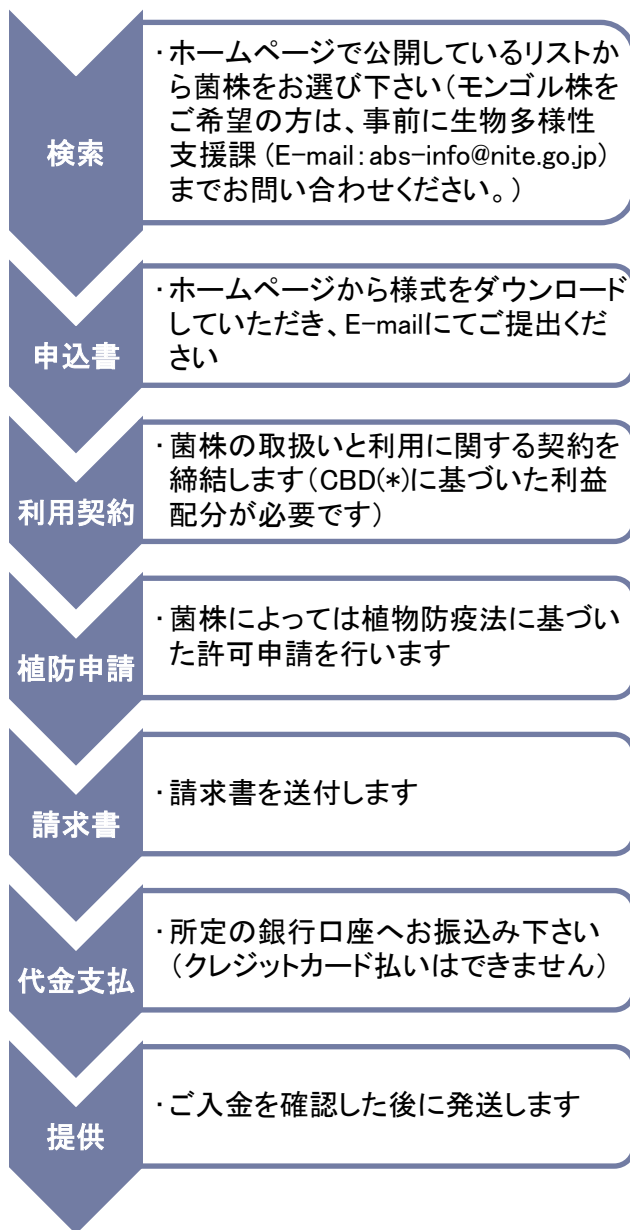 検索
・ホームページで公開しているリストか
ら菌株をお選び下さい(モンゴル株を
ご希望の方は、事前に生物多様性
支援課 (E-mail:abs-info@nite.go.jp)
までお問い合わせください。)
申込書
・ホームページから様式をダウンロード
していただき、E-mailにてご提出くだ
さい
利用契約
・菌株の取扱いと利用に関する契約を
締結します(CBD(*)に基づいた利益
配分が必要です)
植防申請
・菌株によっては植物防疫法に基づい
た許可申請を行います
請求書
・請求書を送付します
代金支払
・所定の銀行口座へお振込み下さい
(クレジットカード払いはできません)
提供
・ご入金を確認した後に発送します